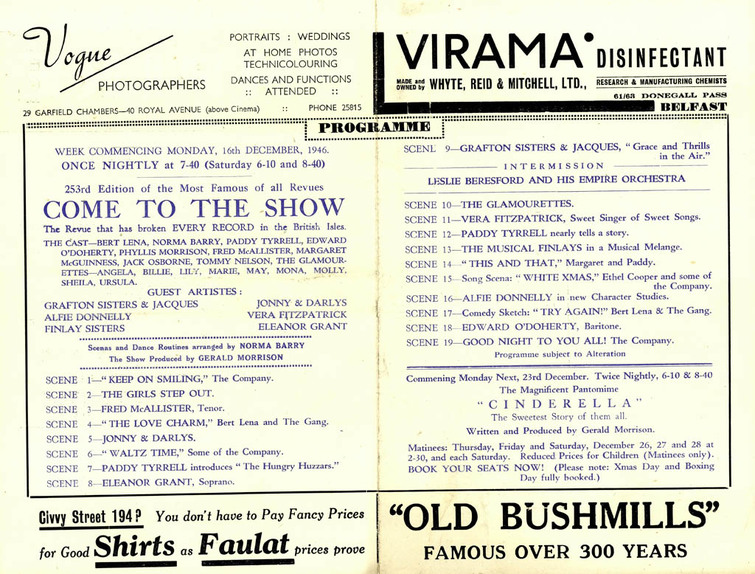 Vogue
PHOTOGRAPHERS
PORTRAITS : WEDDINGS
AT HOME PHOTOS
TECHNICOLOURING
DANCES AND FUNCTIONS
:: ATTENDED ::
29 GARFIELD CHAMBERS—40 ROYAL AVENUE (above Cinema) :: PHONE 25815
VIRAMA DISINFECTANT
MADE and OWNED by WHYTE, REID & MITCHELL, LTD., RESEARCH & MANUFACTURING CHEMISTS
61/63 DONEGALL PASS
BELFAST
PROGRAMME
WEEK COMMENCING MONDAY, 16th DECEMBER, 1946.
ONCE NIGHTLY at 7-40 (Saturday 6-10 and 8-40)
253rd Edition of the Most Famous of all Revues
COME TO THE SHOW
The Revue that has broken EVERY RECORD in the British Isles.
THE CAST—BERT LENA, NORMA BARRY, PADDY TYRRELL, EDWARD
O'DOHERTY, PHYLLIS MORRISON, FRED McALLISTER, MARGARET
McGUINNESS, JACK OSBORNE, TOMMY NELSON, THE GLAMOUR-
ETTES—ANGELA, BILLIE, LILY, MARIE, MAY, MONA, MOLLY,
SHEILA, URSULA.
GUEST ARTISTES :
GRAFTON SISTERS & JACQUES JONNY & DARLYS
ALFIE DONNELLY VERA FITZPATRICK
FINLAY SISTERS ELEANOR GRANT
Scenas and Dance Routines arranged by NORMA BARRY
The Show Produced by GERALD MORRISON
SCENE 1—"KEEP ON SMILING," The Company.
SCENE 2—THE GIRLS STEP OUT.
SCENE 3—FRED McALLISTER, Tenor.
SCENE 4—"THE LOVE CHARM," Bert Lena and The Gang.
SCENE 5—JONNY & DARLYS.
SCENE 6—"WALTZ TIME," Some of the Company.
SCENE 7—PADDY TYRRELL introduces "The Hungry Huzzars."
SCENE 8—ELEANOR GRANT, Soprano.
SCENE 9—GRAFTON SISTERS & JACQUES, "Grace and Thrills
in the Air."
INTERMISSION
LESLIE BERESFORD AND HIS EMPIRE ORCHESTRA
SCENE 10—THE GLAMOURETTES.
SCENE 11—VERA FITZPATRICK, Sweet Singer of Sweet Songs.
SCENE 12—PADDY TYRRELL nearly tells a story.
SCENE 13—THE MUSICAL FINLAYS in a Musical Melange.
SCENE 14—"THIS AND THAT," Margaret and Paddy.
SCENE 15—Song Scena: "WHITE XMAS," Ethel Cooper and some of
the Company.
SCENE 16—ALFIE DONNELLY in new Character Studies.
SCENE 17—Comedy Sketch: "TRY AGAIN!" Bert Lena & The Gang.
SCENE 18—EDWARD O'DOHERTY, Baritone.
SCENE 19—GOOD NIGHT TO YOU ALL! The Company.
Programme subject to Alteration
Commening Monday Next, 23rd December. Twice Nightly, 6-10 & 8-40
The Magnificent Pantomime
"CINDERELLA"
The Sweetest Story of them all.
Written and Produced by Gerald Morrison.
Matinees: Thursday, Friday and Saturday, December 26, 27 and 28 at
2-30, and each Saturday. Reduced Prices for Children (Matinees only).
BOOK YOUR SEATS NOW! (Please note: Xmas Day and Boxing
Day fully booked.)
Civvy Street 194? You don't have to Pay Fancy Prices
for Good Shirts as Faulat prices prove
"OLD BUSHMILLS"
FAMOUS OVER 300 YEARS